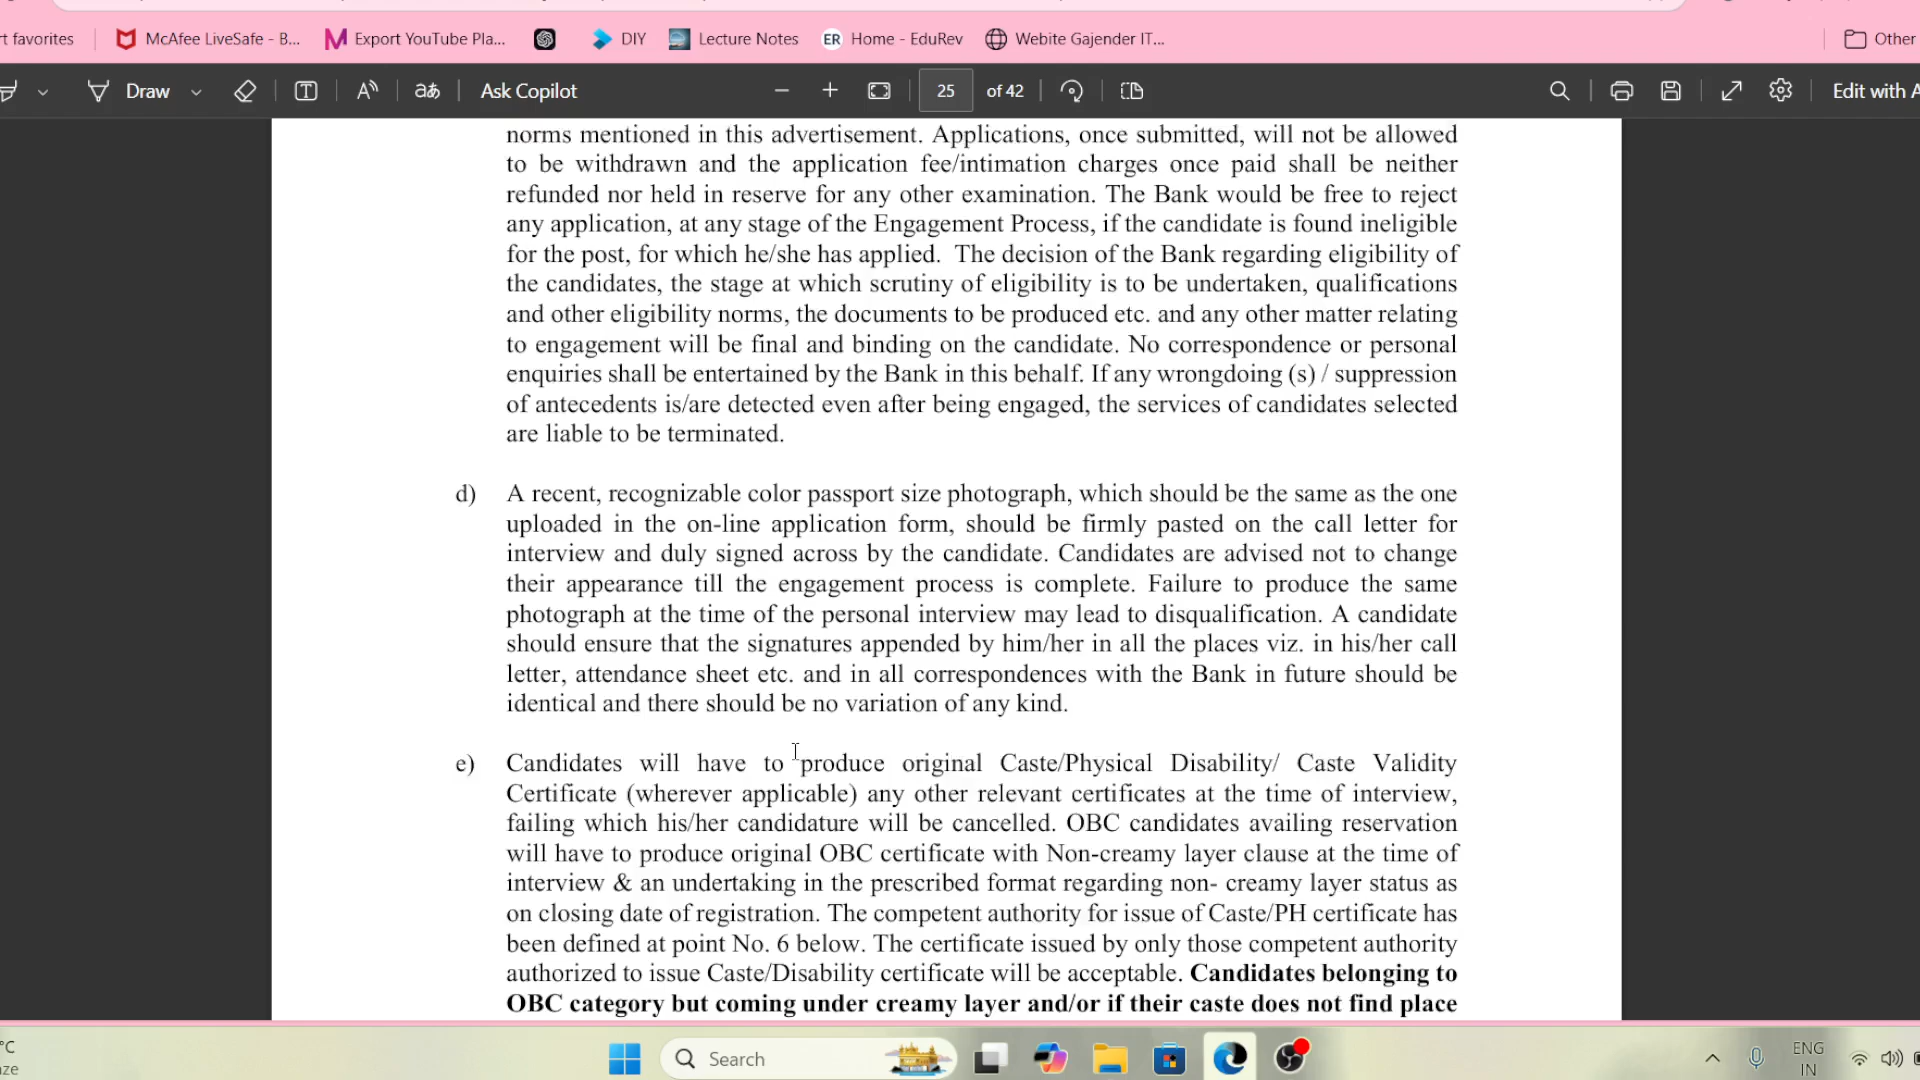 rt favorites
McAfee LiveSafe - B...
Export YouTube Pla...
DIY
Lecture Notes
ER Home - EduRev
Webite Gajender IT...
Other
Draw
T
A
aあ
Ask Copilot
25 of 42
Edit with A
norms mentioned in this advertisement. Applications, once submitted, will not be allowed
to be withdrawn and the application fee/intimation charges once paid shall be neither
refunded nor held in reserve for any other examination. The Bank would be free to reject
any application, at any stage of the Engagement Process, if the candidate is found ineligible
for the post, for which he/she has applied. The decision of the Bank regarding eligibility of
the candidates, the stage at which scrutiny of eligibility is to be undertaken, qualifications
and other eligibility norms, the documents to be produced etc. and any other matter relating
to engagement will be final and binding on the candidate. No correspondence or personal
enquiries shall be entertained by the Bank in this behalf. If any wrongdoing (s) / suppression
of antecedents is/are detected even after being engaged, the services of candidates selected
are liable to be terminated.
d) A recent, recognizable color passport size photograph, which should be the same as the one
uploaded in the on-line application form, should be firmly pasted on the call letter for
interview and duly signed across by the candidate. Candidates are advised not to change
their appearance till the engagement process is complete. Failure to produce the same
photograph at the time of the personal interview may lead to disqualification. A candidate
should ensure that the signatures appended by him/her in all the places viz. in his/her call
letter, attendance sheet etc. and in all correspondences with the Bank in future should be
identical and there should be no variation of any kind.
e) Candidates will have to produce original Caste/Physical Disability/ Caste Validity
Certificate (wherever applicable) any other relevant certificates at the time of interview,
failing which his/her candidature will be cancelled. OBC candidates availing reservation
will have to produce original OBC certificate with Non-creamy layer clause at the time of
interview & an undertaking in the prescribed format regarding non- creamy layer status as
on closing date of registration. The competent authority for issue of Caste/PH certificate has
been defined at point No. 6 below. The certificate issued by only those competent authority
authorized to issue Caste/Disability certificate will be acceptable. Candidates belonging to
OBC category but coming under creamy layer and/or if their caste does not find place
°C
Search
ENG
IN